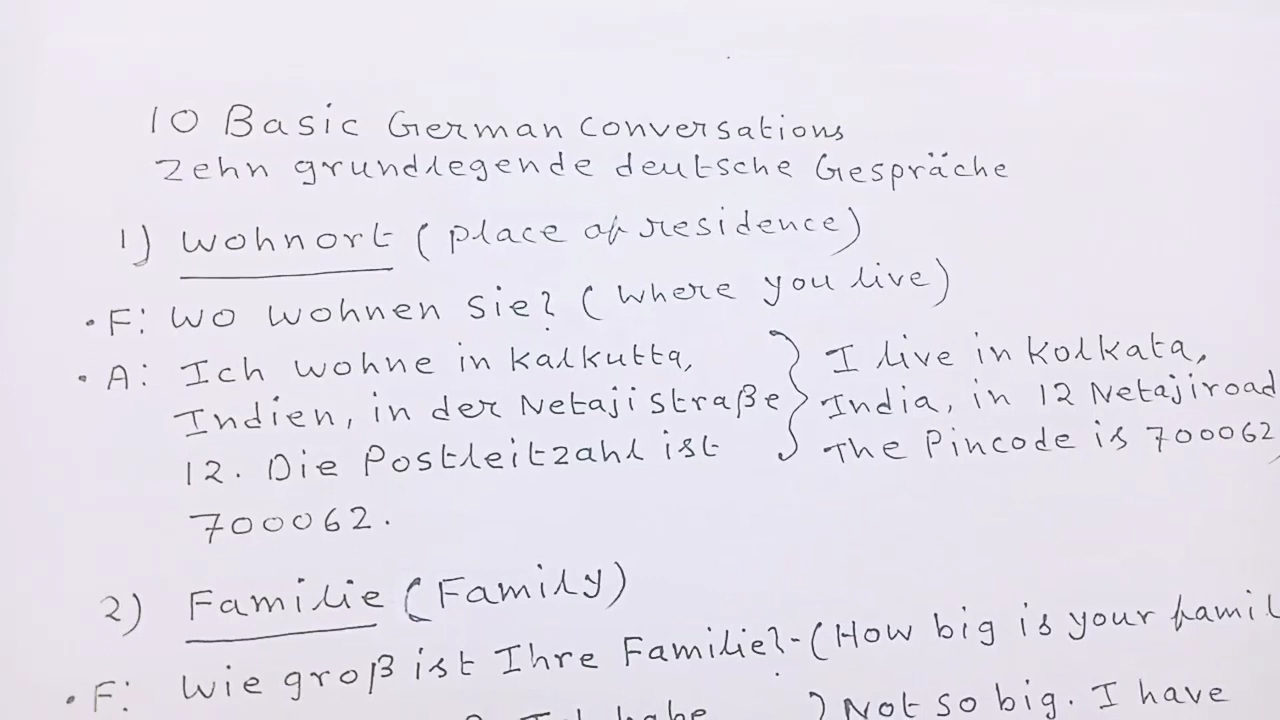 10 Basic German conversations
zehn grundlegende deutsche Gespräche
1) Wohnort (place of residence)
• F: Wo wohnen Sie? (Where you live)
• A: Ich wohne in Kalkutta, } I live in Kolkata,
Indien, in der Netajistraße India, in 12 Netajiroad
12. Die Postleitzahl ist The Pincode is 700062
700062.
2) Familie (Family)
• F: Wie groß ist Ihre Familie? - (How big is your famil
Ich habe ) Not so big. I have